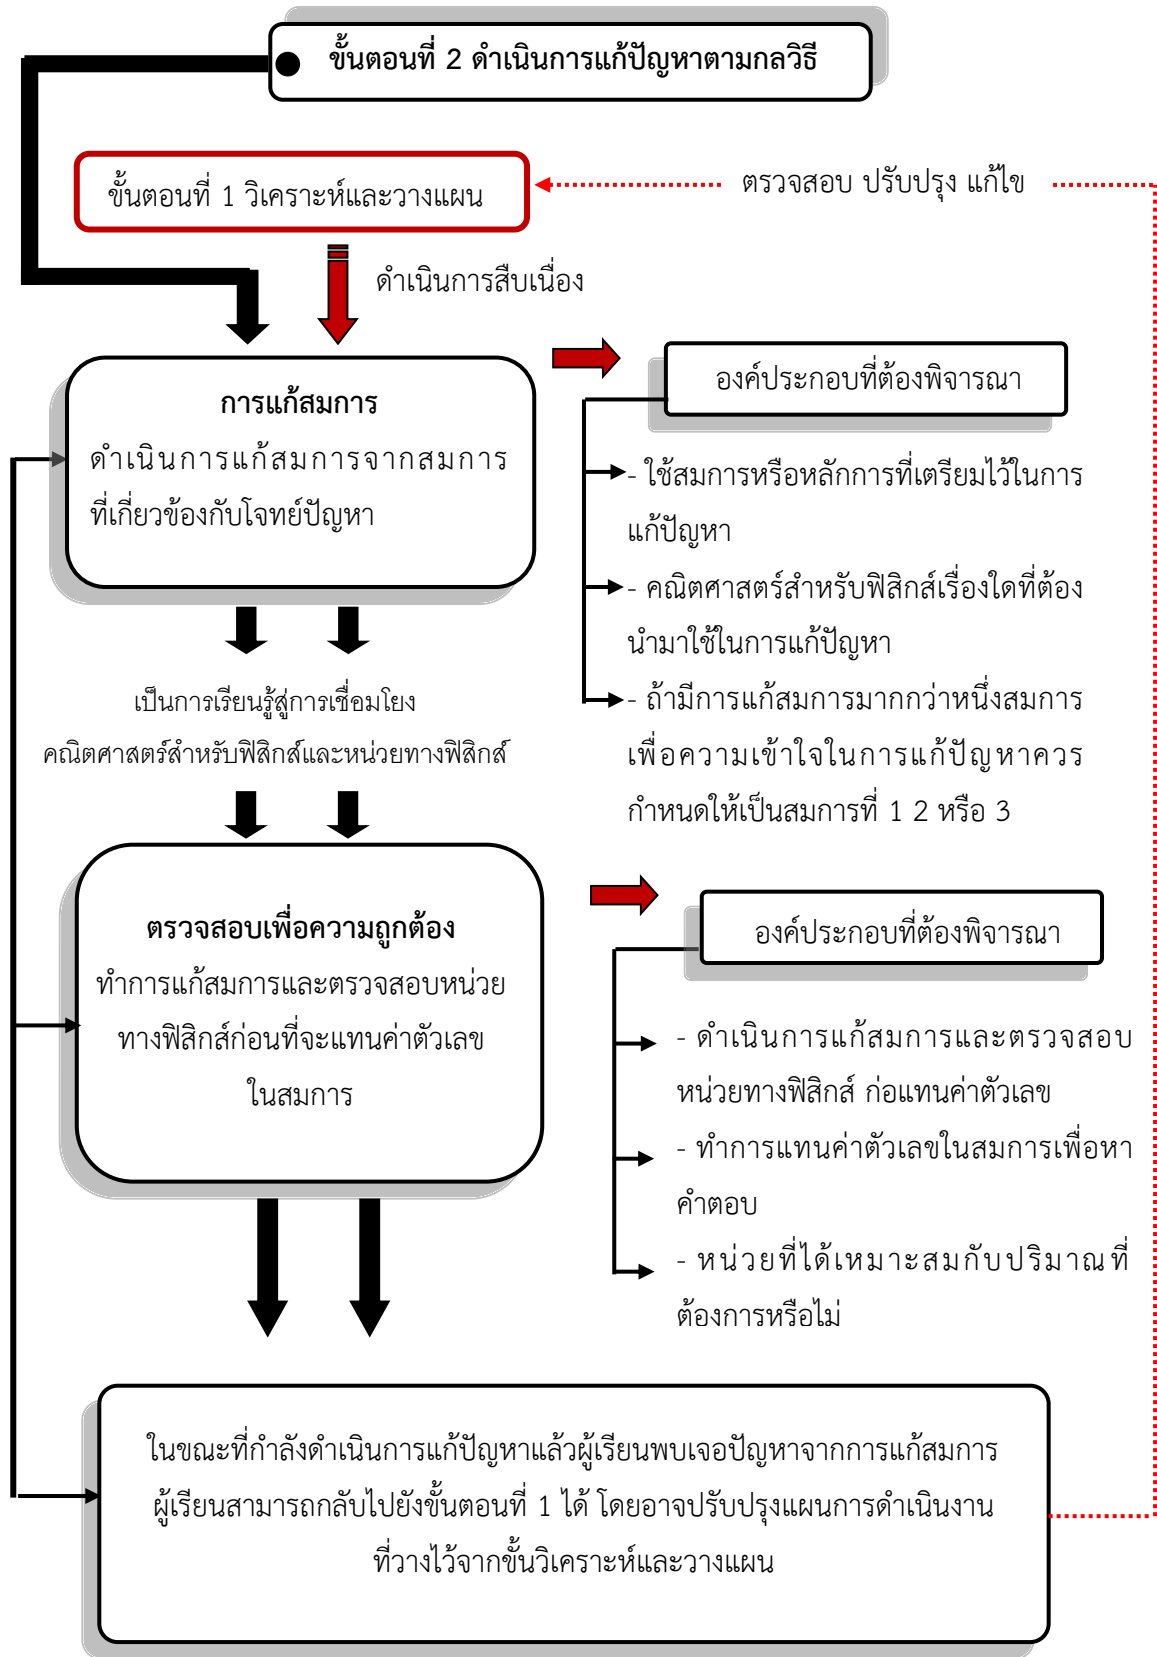 ขั้นตอนที่ 2 ดำเนินการแก้ปัญหาตามกลวิธี
ขั้นตอนที่ 1 วิเคราะห์และวางแผน
ตรวจสอบ ปรับปรุง แก้ไข
ดำเนินการสืบเนื่อง
การแก้สมการ
ดำเนินการแก้สมการจากสมการ
ที่เกี่ยวข้องกับโจทย์ปัญหา
องค์ประกอบที่ต้องพิจารณา
- ใช้สมการหรือหลักการที่เตรียมไว้ในการ
แก้ปัญหา
- คณิตศาสตร์สำหรับฟิสิกส์เรื่องใดที่ต้อง
นำมาใช้ในการแก้ปัญหา
- ถ้ามีการแก้สมการมากกว่าหนึ่งสมการ
เพื่อความเข้าใจในการแก้ปัญหาควร
กำหนดให้เป็นสมการที่ 1 2 หรือ 3
เป็นการเรียนรู้สู่การเชื่อมโยง
คณิตศาสตร์สำหรับฟิสิกส์และหน่วยทางฟิสิกส์
ตรวจสอบเพื่อความถูกต้อง
ทำการแก้สมการและตรวจสอบหน่วย
ทางฟิสิกส์ก่อนที่จะแทนค่าตัวเลข
ในสมการ
องค์ประกอบที่ต้องพิจารณา
- ดำเนินการแก้สมการและตรวจสอบ
หน่วยทางฟิสิกส์ ก่อแทนค่าตัวเลข
- ทำการแทนค่าตัวเลขในสมการเพื่อหา
คำตอบ
- หน่วยที่ได้เหมาะสมกับปริมาณที่
ต้องการหรือไม่
ในขณะที่กำลังดำเนินการแก้ปัญหาแล้วผู้เรียนพบเจอปัญหาจากการแก้สมการ
ผู้เรียนสามารถกลับไปยังขั้นตอนที่ 1 ได้ โดยอาจปรับปรุงแผนการดำเนินงาน
ที่วางไว้จากขั้นวิเคราะห์และวางแผน